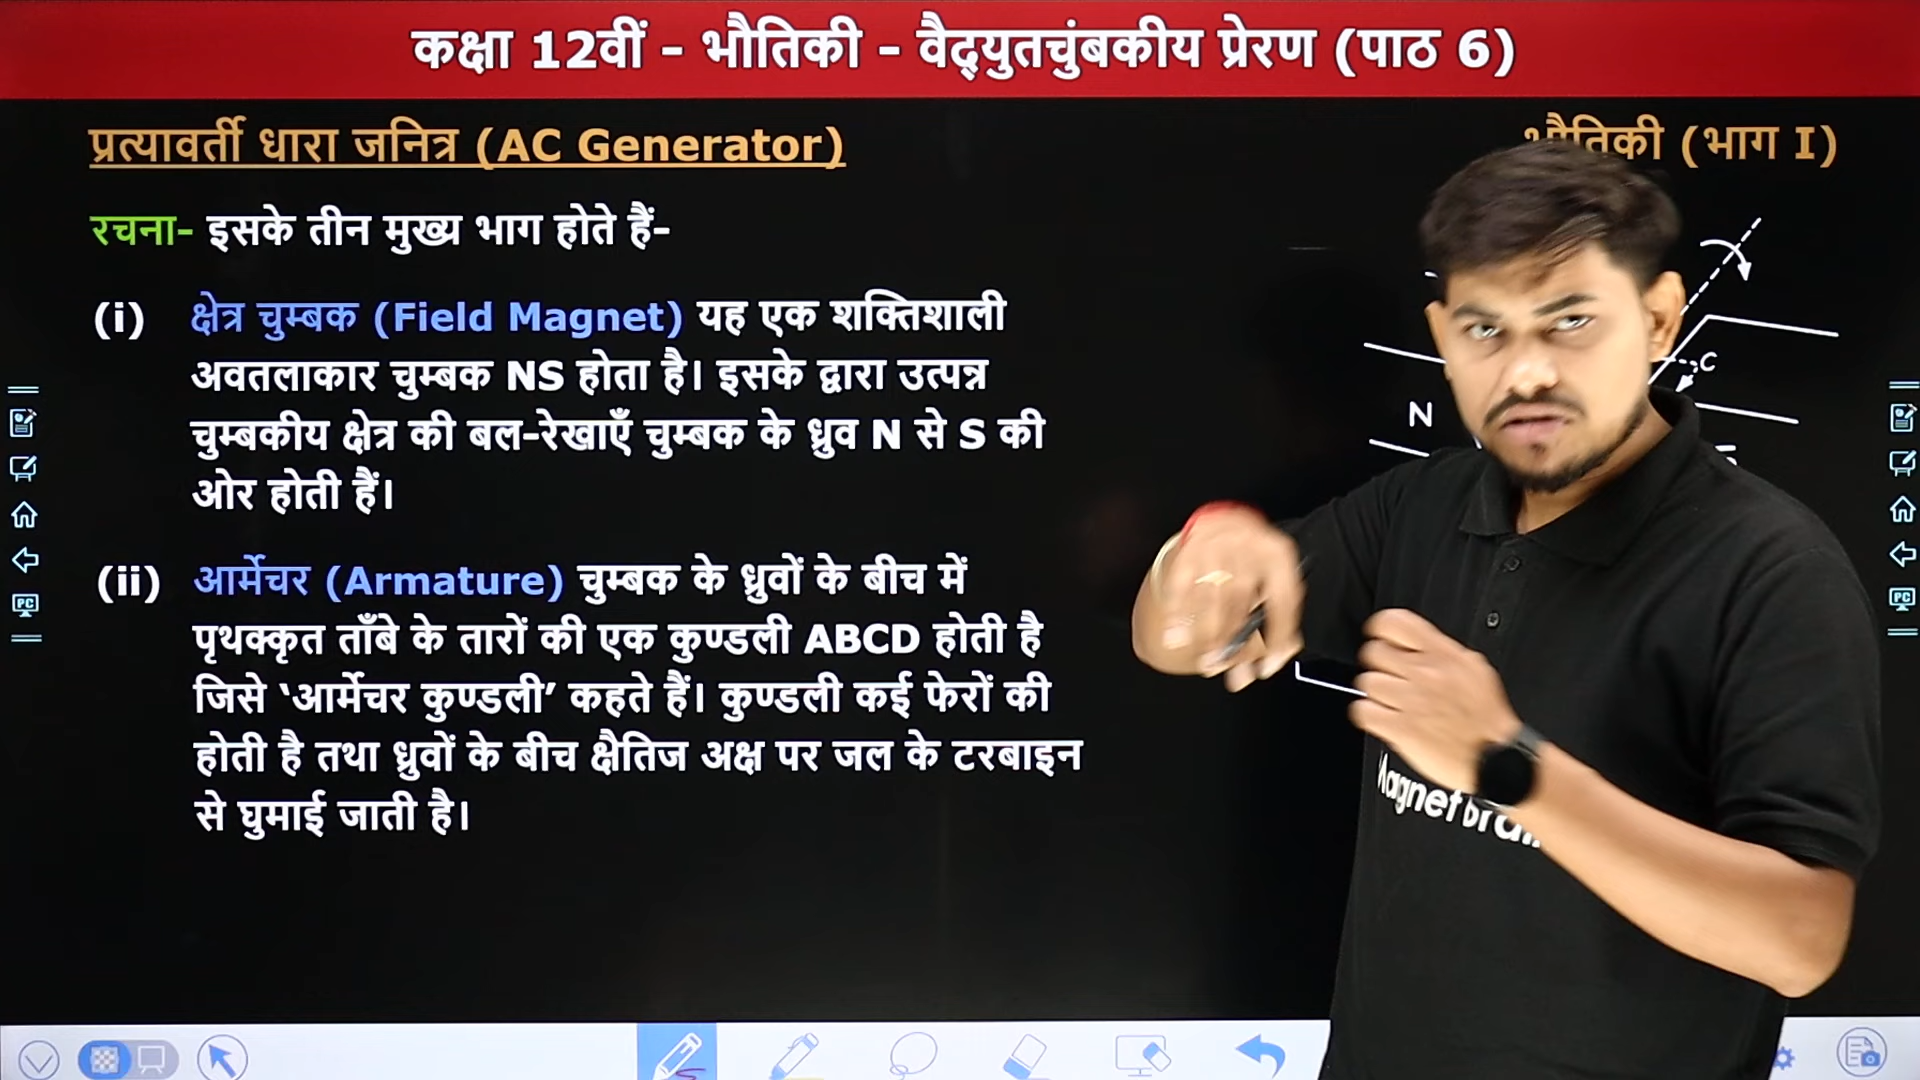 कक्षा 12वीं - भौतिकी - वैद्युतचुंबकीय प्रेरण (पाठ 6)
प्रत्यावर्ती धारा जनित्र (AC Generator)
भौतिकी (भाग I)
रचना- इसके तीन मुख्य भाग होते हैं-
(i) क्षेत्र चुम्बक (Field Magnet) यह एक शक्तिशाली
अवतलाकार चुम्बक NS होता है। इसके द्वारा उत्पन्न
चुम्बकीय क्षेत्र की बल-रेखाएँ चुम्बक के ध्रुव N से S की
ओर होती हैं।
(ii) आर्मेचर (Armature) चुम्बक के ध्रुवों के बीच में
पृथक्कृत ताँबे के तारों की एक कुण्डली ABCD होती है
जिसे ‘आर्मेचर कुण्डली’ कहते हैं। कुण्डली कई फेरों की
होती है तथा ध्रुवों के बीच क्षैतिज अक्ष पर जल के टरबाइन
से घुमाई जाती है।
C
N
PC
PC